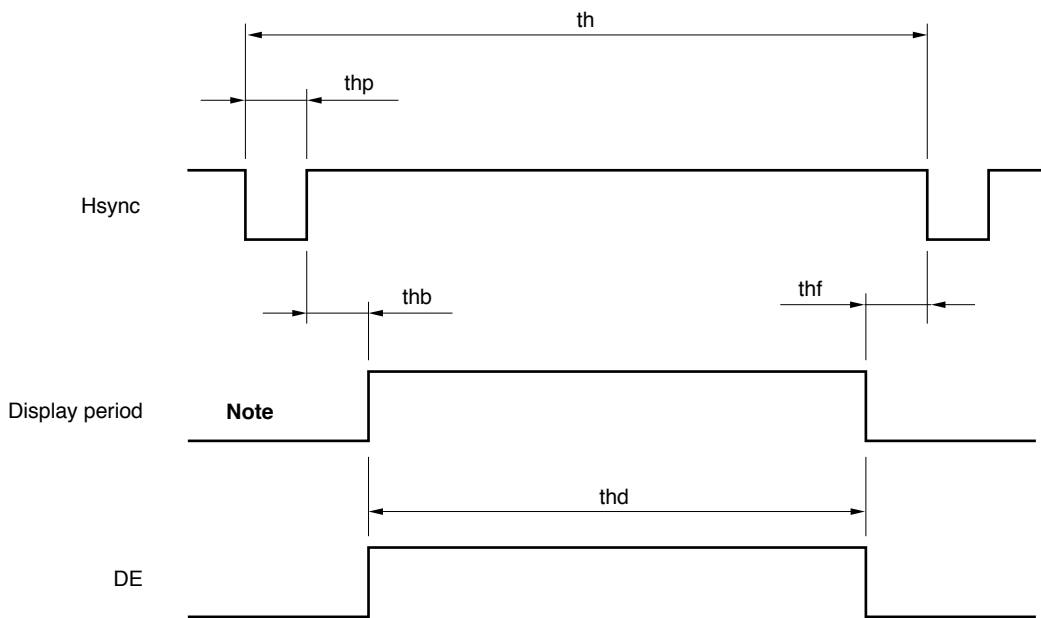 th
thp
Hsync
thb
thf
Display period
Note
thd
DE